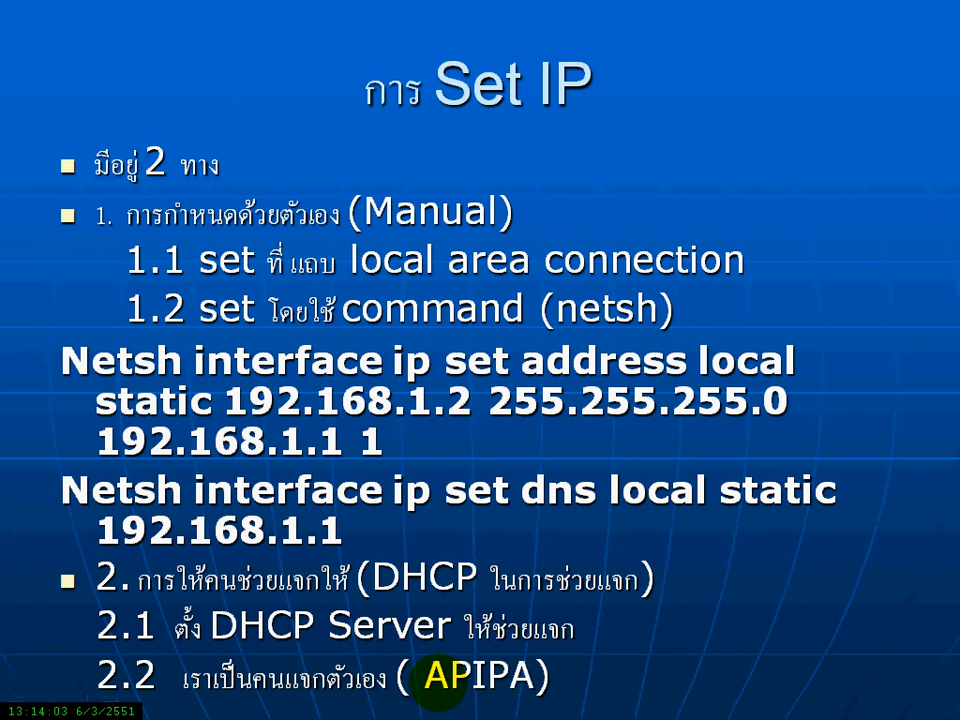 การ Set IP
มีอยู่ 2 ทาง
1. การกำหนดด้วยตัวเอง (Manual)
1.1 set ที่ แถบ local area connection
1.2 set โดยใช้ command (netsh)
Netsh interface ip set address local
static 192.168.1.2 255.255.255.0
192.168.1.1 1
Netsh interface ip set dns local static
192.168.1.1
2. การให้คนช่วยแจกให้ (DHCP ในการช่วยแจก)
2.1 ตั้ง DHCP Server ให้ช่วยแจก
2.2 เราเป็นคนแจกตัวเอง ( APIPA)
13:14:03 6/3/2551